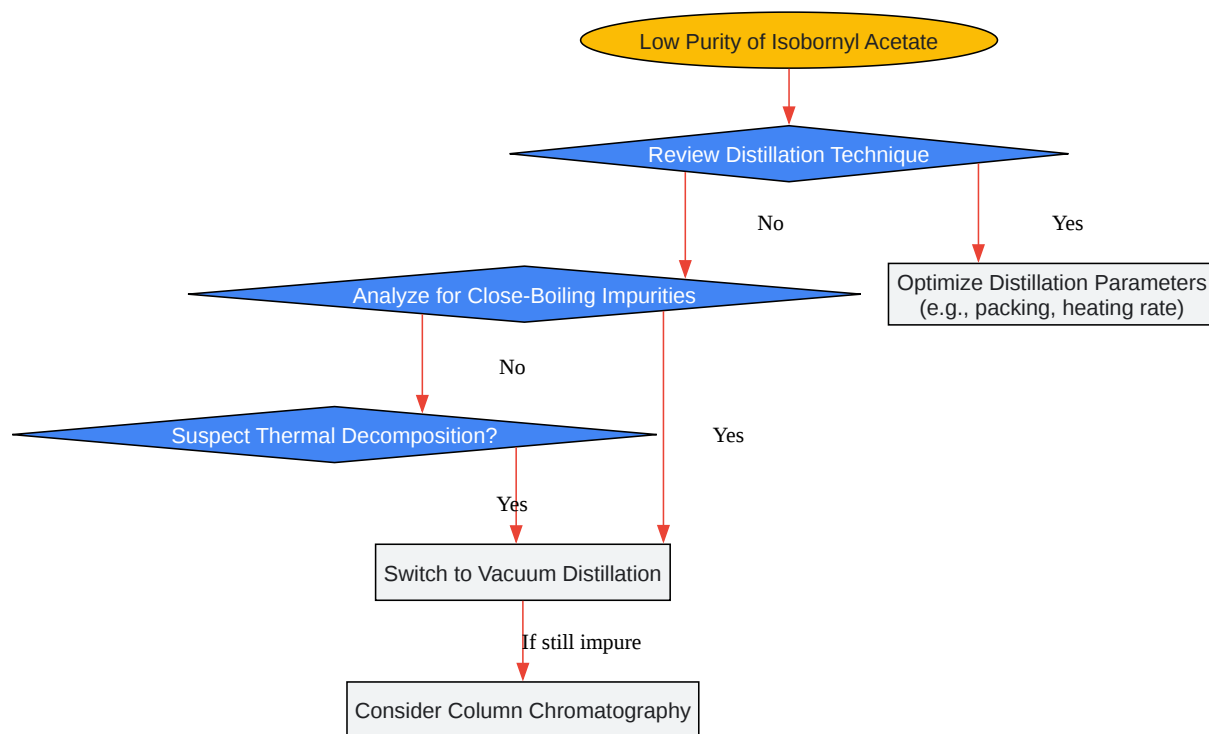 Low Purity of Isobornyl Acetate
Review Distillation Technique
No
Yes
Analyze for Close-Boiling Impurities
Optimize Distillation Parameters
(e.g., packing, heating rate)
No
Suspect Thermal Decomposition?
Yes
Yes
Switch to Vacuum Distillation
If still impure
Consider Column Chromatography